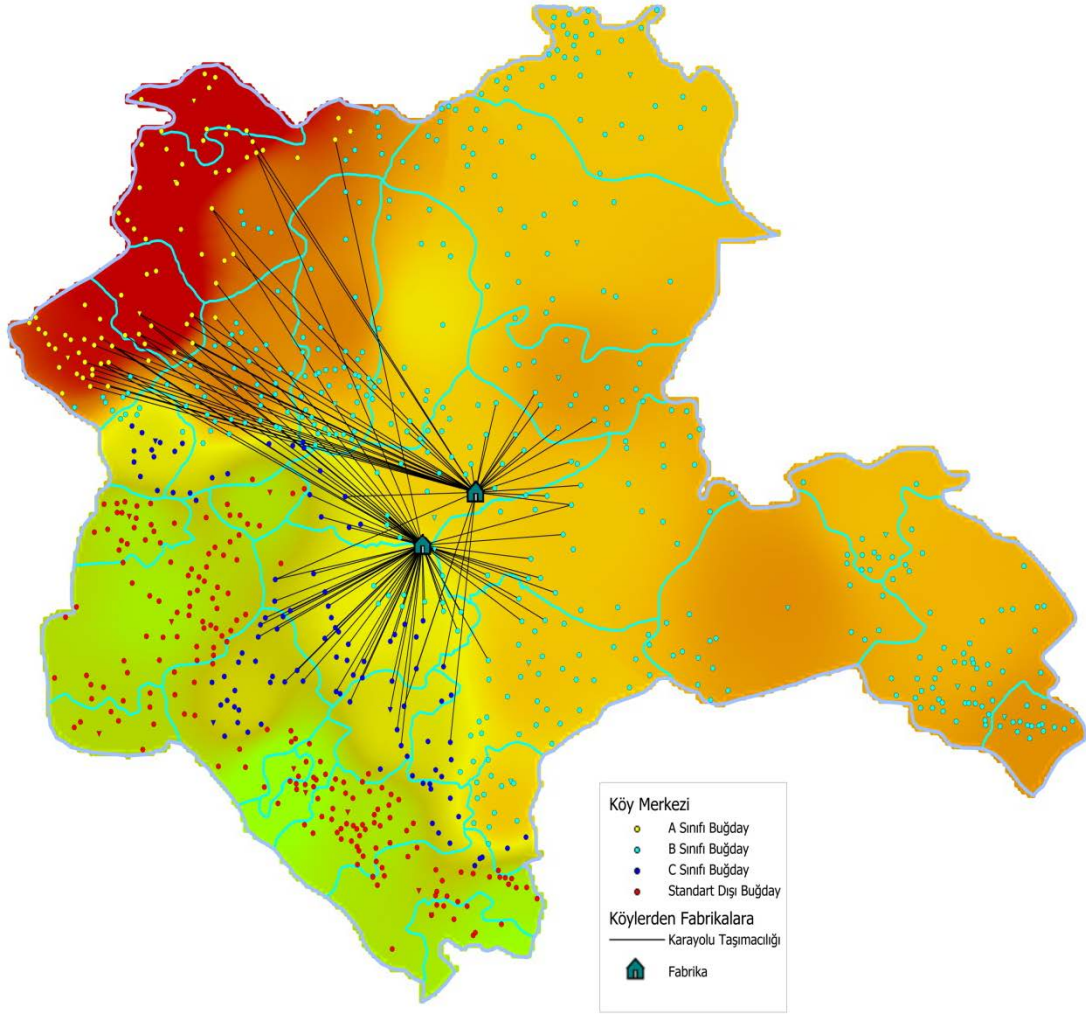 Köy Merkezi
A Sınıfı Buğday
B Sınıfı Buğday
C Sınıfı Buğday
Standart Dışı Buğday
Köylerden Fabrikalara
Karayolu Taşımacılığı
Fabrika